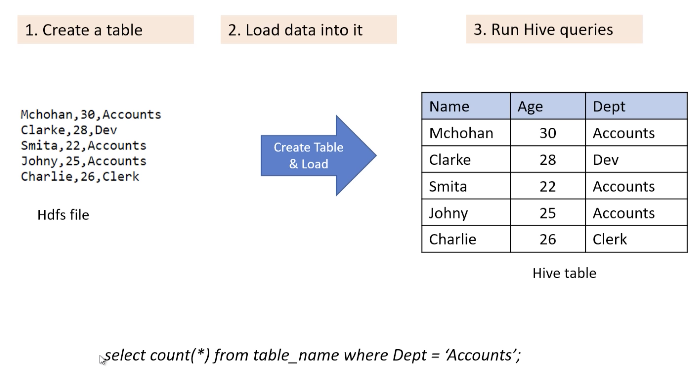 1. Create a table
2. Load data into it
3. Run Hive queries
Mchohan,30,Accounts
Clarke,28,Dev
Smita,22,Accounts
Johny,25,Accounts
Charlie,26,Clerk
Hdfs file
Create Table
& Load
Name Age Dept
Mchohan 30 Accounts
Clarke 28 Dev
Smita 22 Accounts
Johny 25 Accounts
Charlie 26 Clerk
Hive table
select count(*) from table_name where Dept = ‘Accounts’;